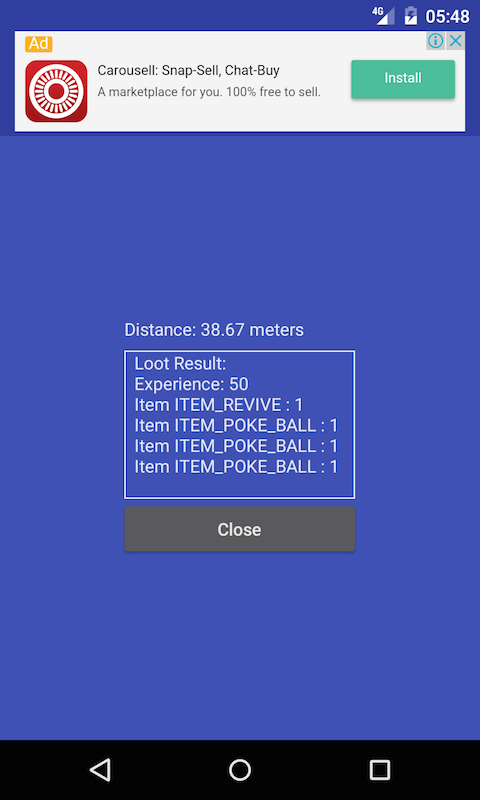 4G 05:48
Ad
Carousell: Snap-Sell, Chat-Buy
A marketplace for you. 100% free to sell.
Install
Distance: 38.67 meters
Loot Result:
Experience: 50
Item ITEM_REVIVE : 1
Item ITEM_POKE_BALL : 1
Item ITEM_POKE_BALL : 1
Item ITEM_POKE_BALL : 1
Close